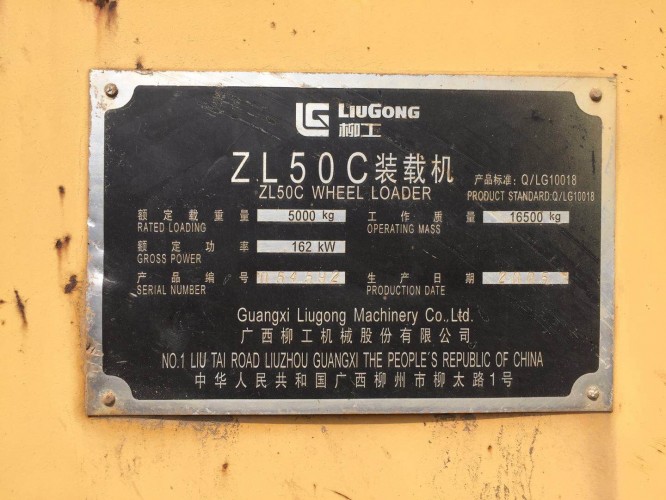 LIUGONG
柳工
ZL50C装载机
产品标准: Q/LG10018
ZL50C WHEEL LOADER
PRODUCT STANDARD:Q/LG10018
额定载重量 5000 kg 工作质量 16500 kg
RATED LOADING OPERATING MASS
额定功率 162 kW
GROSS POWER
产品编号 生产日期
SERIAL NUMBER PRODUCTION DATE
Guangxi Liugong Machinery Co.,Ltd.
广西柳工机械股份有限公司
NO.1 LIU TAI ROAD LIUZHOU GUANGXI THE PEOPLE'S REPUBLIC OF CHINA
中华人民共和国广西柳州市柳太路1号